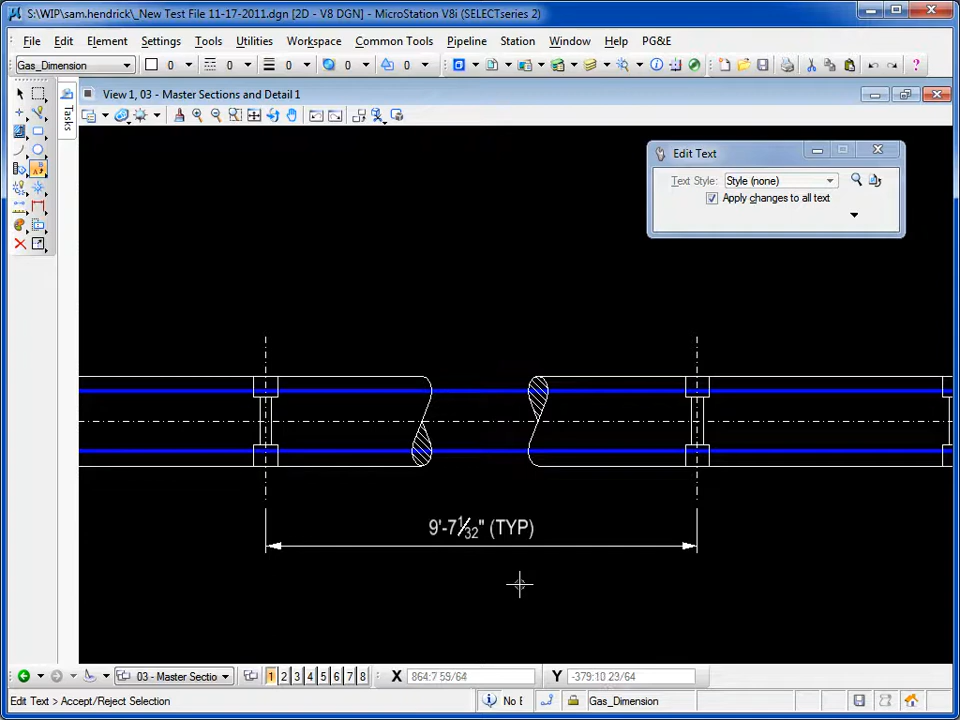 S:\WIP\sam.hendrick\_New Test File 11-17-2011.dgn [2D - V8 DGN] - MicroStation V8i (SELECTseries 2)
File Edit Element Settings Tools Utilities Workspace Common Tools Pipeline Station Window Help PG&E
Gas_Dimension 0 0 0 0 0
View 1, 03 - Master Sections and Detail 1
Tasks
Edit Text
Text Style: Style (none)
Apply changes to all text
9'-7 1/32" (TYP)
03 - Master Sectio 1 2 3 4 5 6 7 8 X 864:7 59/64 Y -379:10 23/64
Edit Text > Accept/Reject Selection No E Gas_Dimension